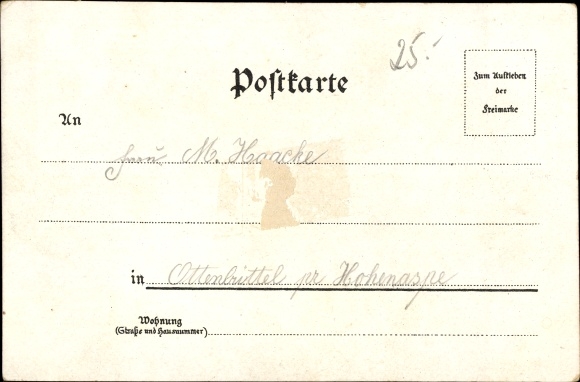 25.-
Postkarte
Zum Aufkleben
der
Freimarke
An
Frau M. Haacke
in Ottenbüttel pr Hohenaspe
Wohnung
(Straße und Hausnummer)